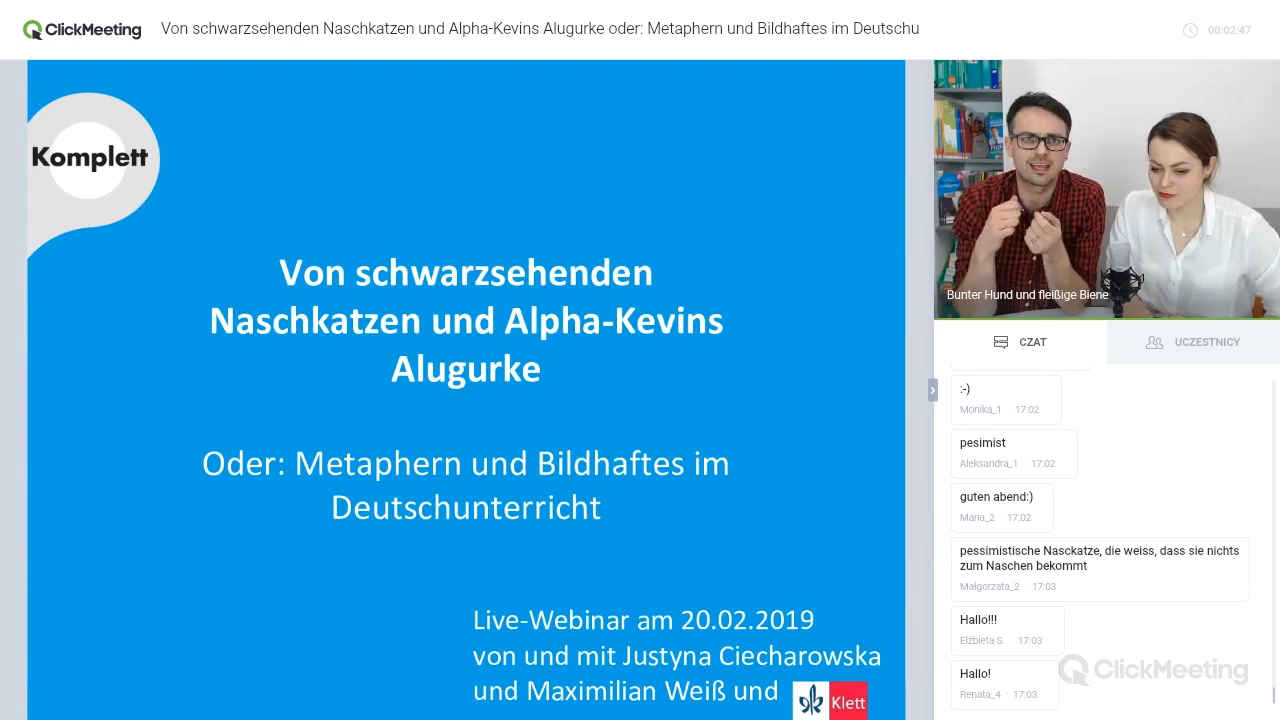 ClickMeeting
Von schwarzsehenden Naschkatzen und Alpha-Kevins Alugurke oder: Metaphern und Bildhaftes im Deutschu
00:02:47
Komplett
Von schwarzsehenden
Naschkatzen und Alpha-Kevins
Alugurke
Oder: Metaphern und Bildhaftes im
Deutschunterricht
Live-Webinar am 20.02.2019
von und mit Justyna Ciecharowska
und Maximilian Weiß und
Klett
Bunter Hund und fleißige Biene
CZAT
UCZESTNICY
:-)
Monika_1 17:02
pesimist
Aleksandra_1 17:02
guten abend:)
Maria_2 17:02
pessimistische Nasckatze, die weiss, dass sie nichts
zum Naschen bekommt
Małgorzata_2 17:03
Hallo!!!
Elżbieta S. 17:03
Hallo!
Renata_4 17:03
ClickMeeting